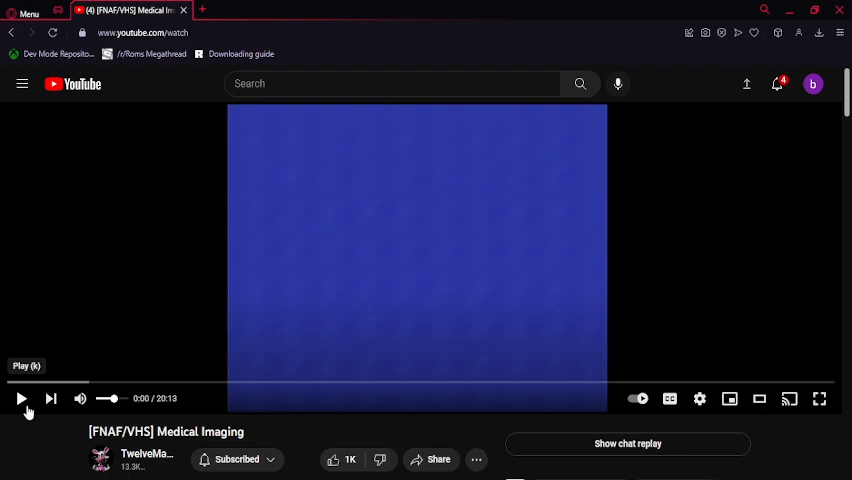 Menu
(4) [FNAF/VHS] Medical Im
www.youtube.com/watch
Dev Mode Reposito...
/r/Roms Megathread
Downloading guide
YouTube
Search
4
b
Play (k)
0:00 / 20:13
CC
[FNAF/VHS] Medical Imaging
TwelveMa...
13.3K...
Subscribed
1K
Share
Show chat replay